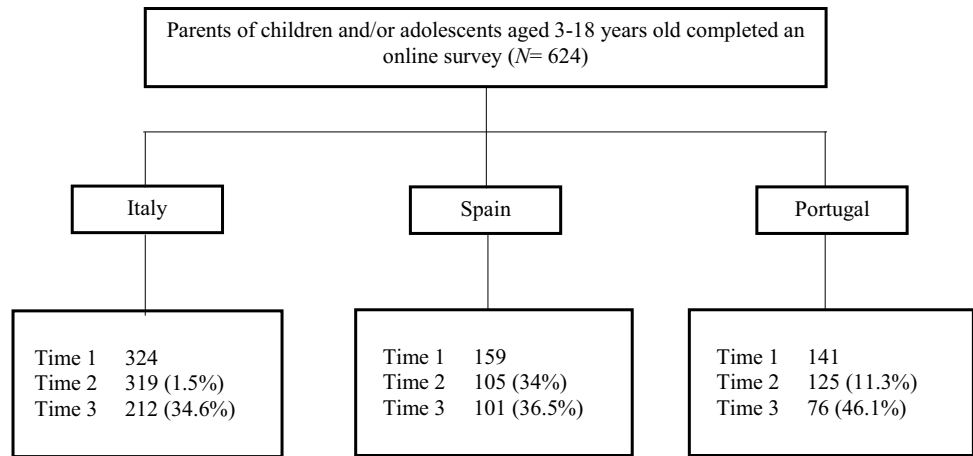 Parents of children and/or adolescents aged 3-18 years old completed an
online survey (N= 624)
Italy
Spain
Portugal
Time 1 324
Time 2 319 (1.5%)
Time 3 212 (34.6%)
Time 1 159
Time 2 105 (34%)
Time 3 101 (36.5%)
Time 1 141
Time 2 125 (11.3%)
Time 3 76 (46.1%)